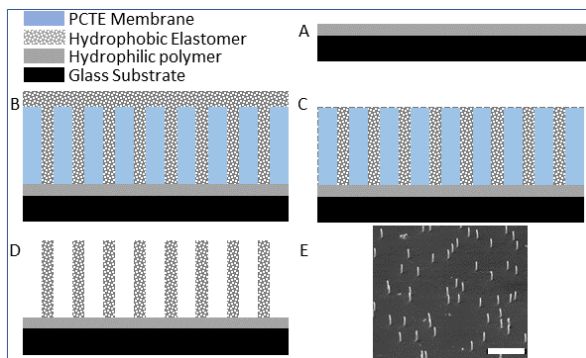 PCTE Membrane
Hydrophobic Elastomer
Hydrophilic polymer
Glass Substrate
A
B
C
D
E